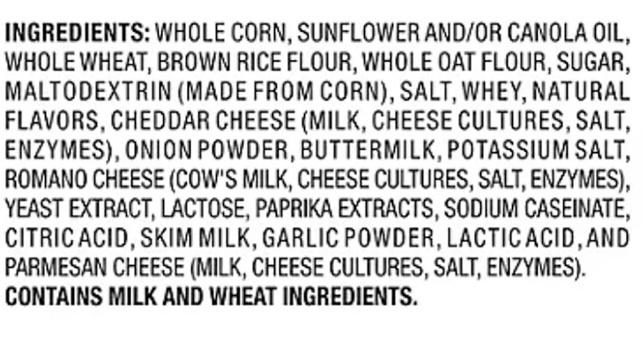 INGREDIENTS: WHOLE CORN, SUNFLOWER AND/OR CANOLA OIL,
WHOLE WHEAT, BROWN RICE FLOUR, WHOLE OAT FLOUR, SUGAR,
MALTODEXTRIN (MADE FROM CORN), SALT, WHEY, NATURAL
FLAVORS, CHEDDAR CHEESE (MILK, CHEESE CULTURES, SALT,
ENZYMES), ONION POWDER, BUTTERMILK, POTASSIUM SALT,
ROMANO CHEESE (COW'S MILK, CHEESE CULTURES, SALT, ENZYMES),
YEAST EXTRACT, LACTOSE, PAPRIKA EXTRACTS, SODIUM CASEINATE,
CITRIC ACID, SKIM MILK, GARLIC POWDER, LACTIC ACID, AND
PARMESAN CHEESE (MILK, CHEESE CULTURES, SALT, ENZYMES).
CONTAINS MILK AND WHEAT INGREDIENTS.